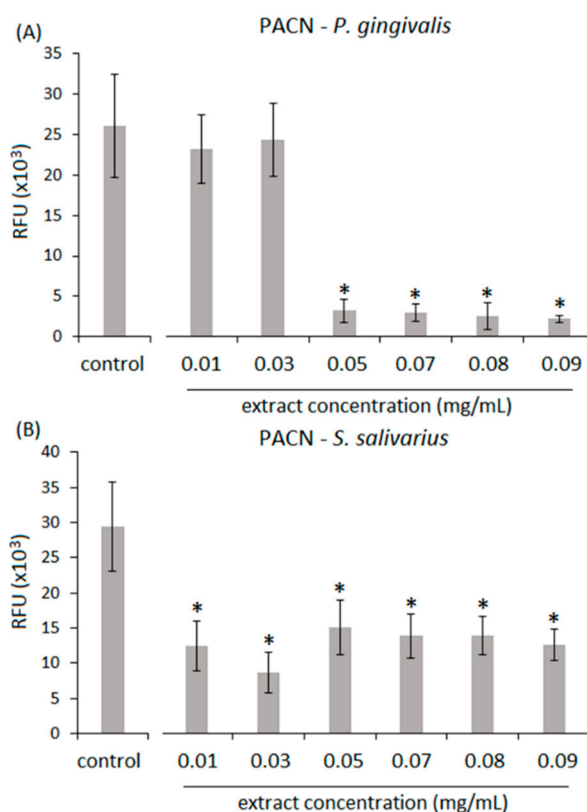 (A) PACN - P. gingivalis
RFU (x10³)
35
30
25
20
15
10
5
0
* * * *
control 0.01 0.03 0.05 0.07 0.08 0.09
extract concentration (mg/mL)
(B) PACN - S. salivarius
RFU (x10³)
40
35
30
25
20
15
10
5
0
* * * * * *
control 0.01 0.03 0.05 0.07 0.08 0.09
extract concentration (mg/mL)